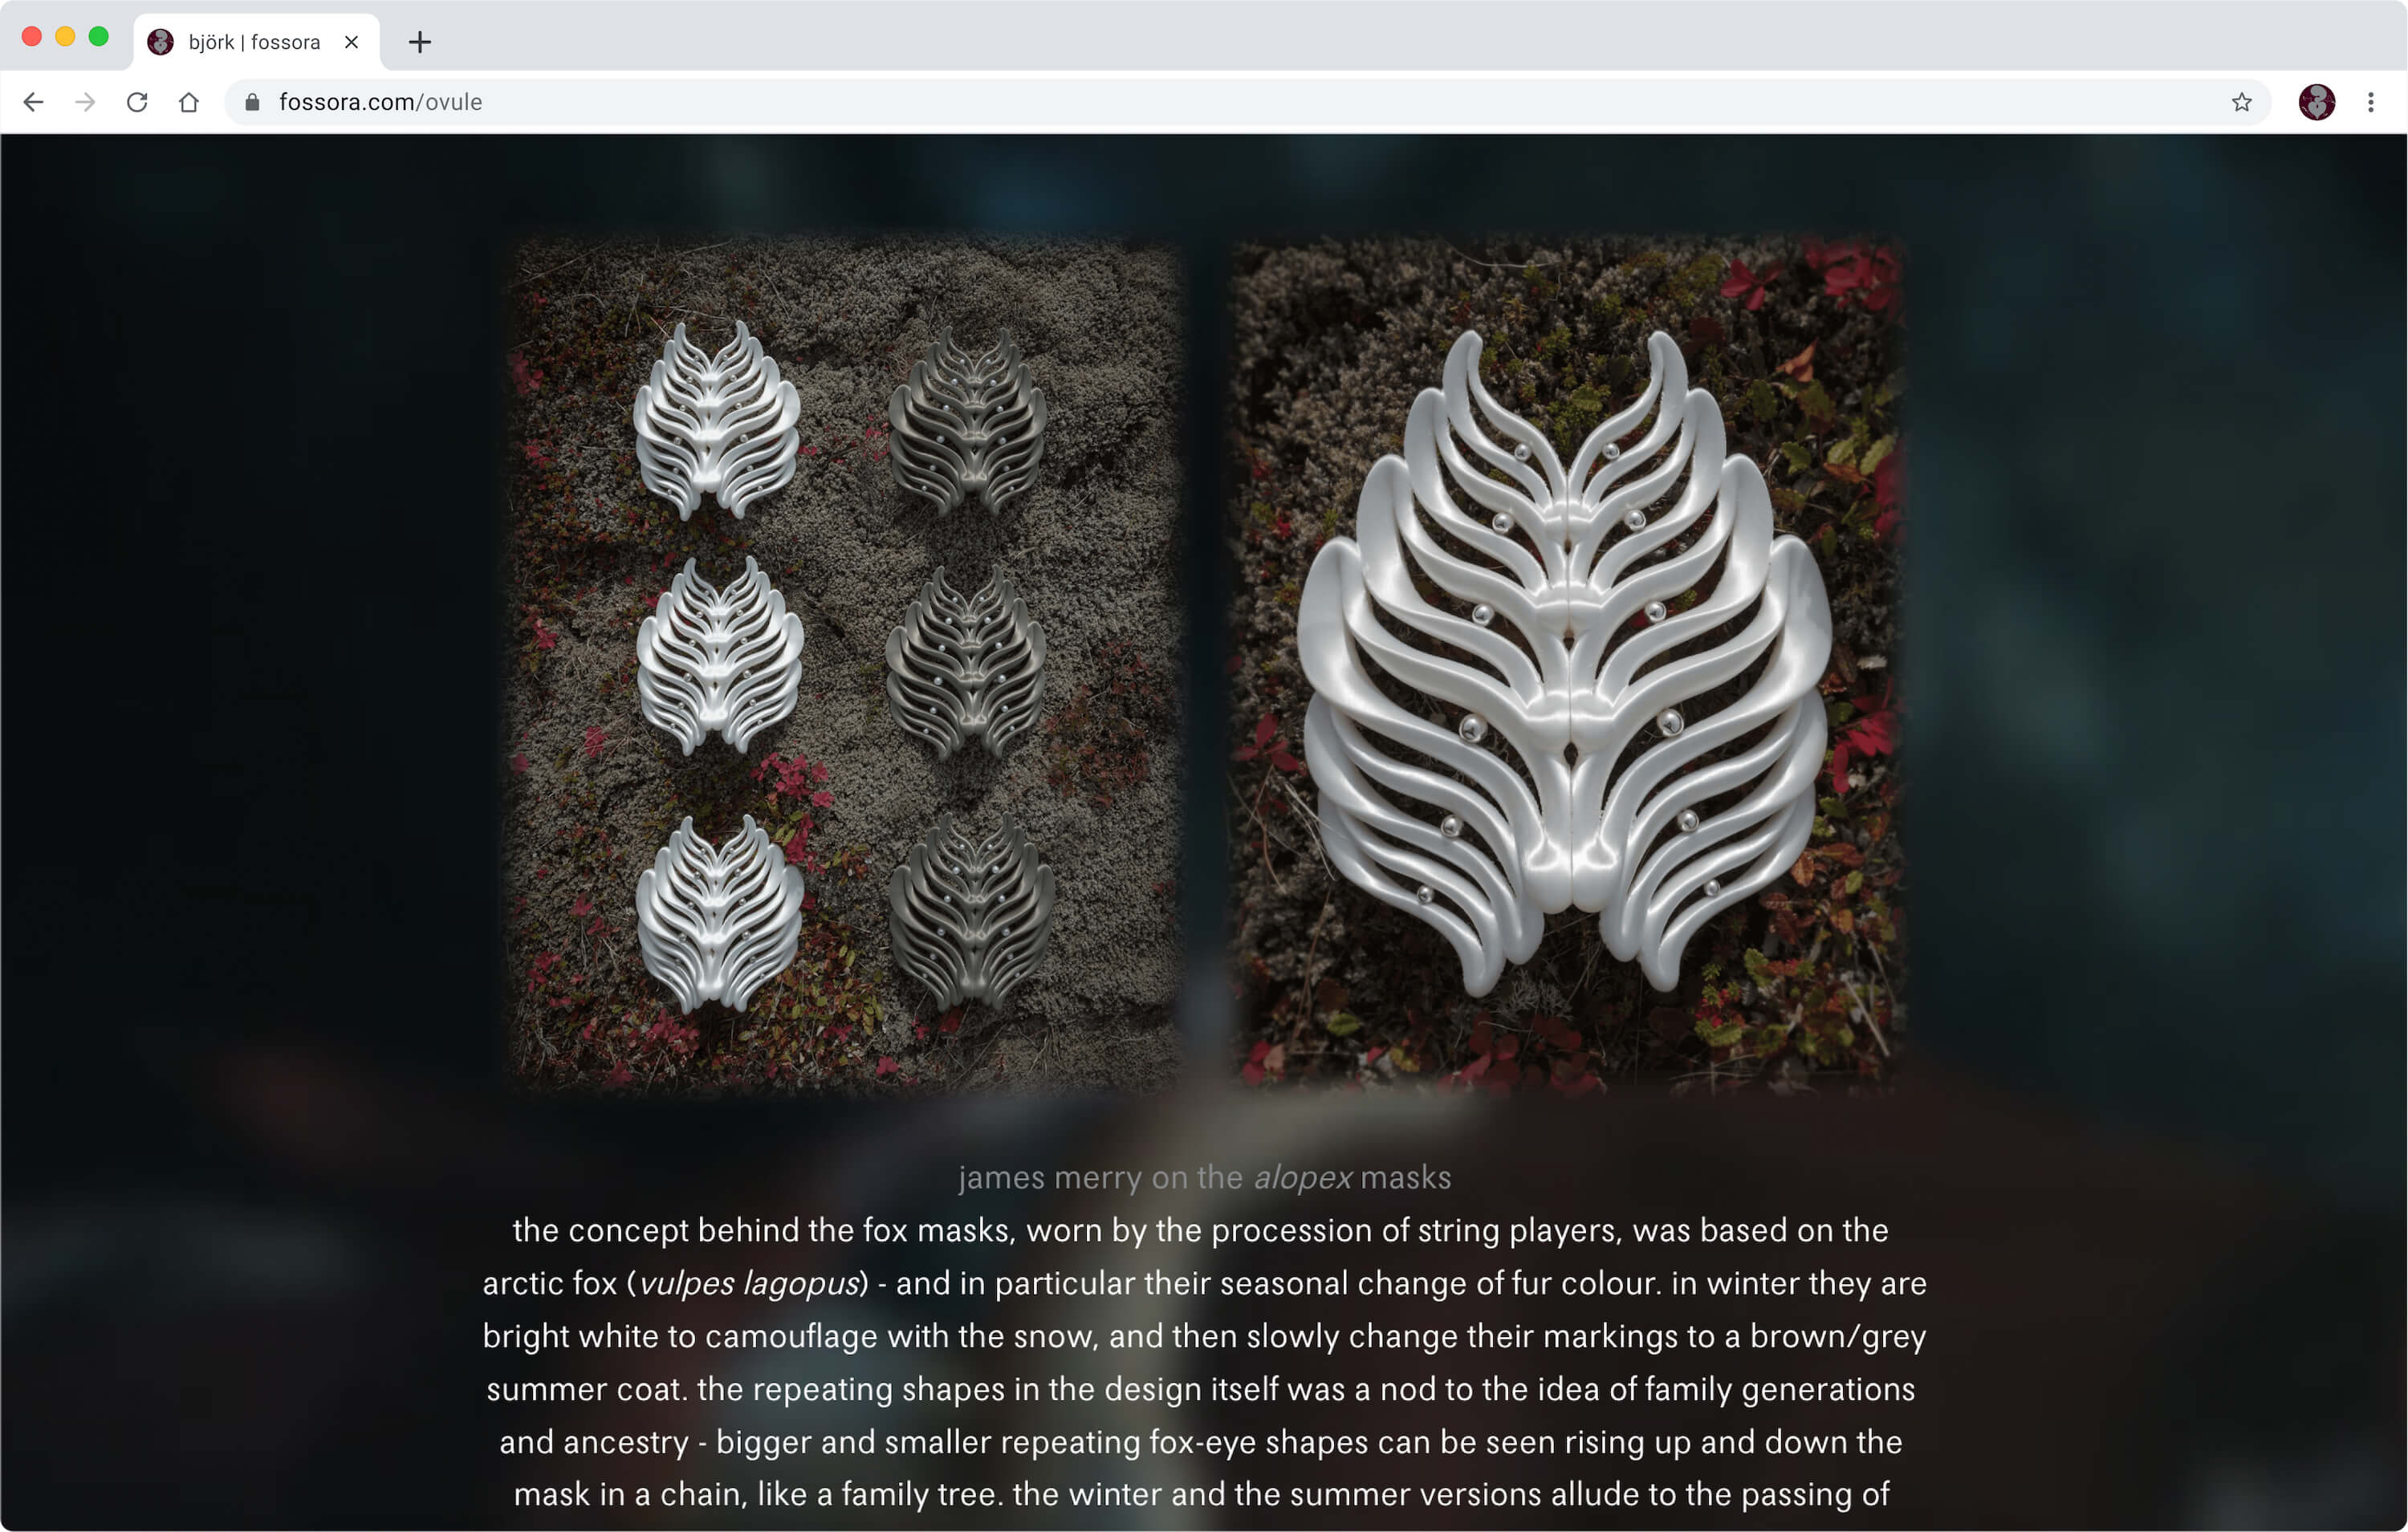 björk | fossora
fossora.com/ovule
james merry on the alopex masks
the concept behind the fox masks, worn by the procession of string players, was based on the
arctic fox (vulpes lagopus) - and in particular their seasonal change of fur colour. in winter they are
bright white to camouflage with the snow, and then slowly change their markings to a brown/grey
summer coat. the repeating shapes in the design itself was a nod to the idea of family generations
and ancestry - bigger and smaller repeating fox-eye shapes can be seen rising up and down the
mask in a chain, like a family tree. the winter and the summer versions allude to the passing of